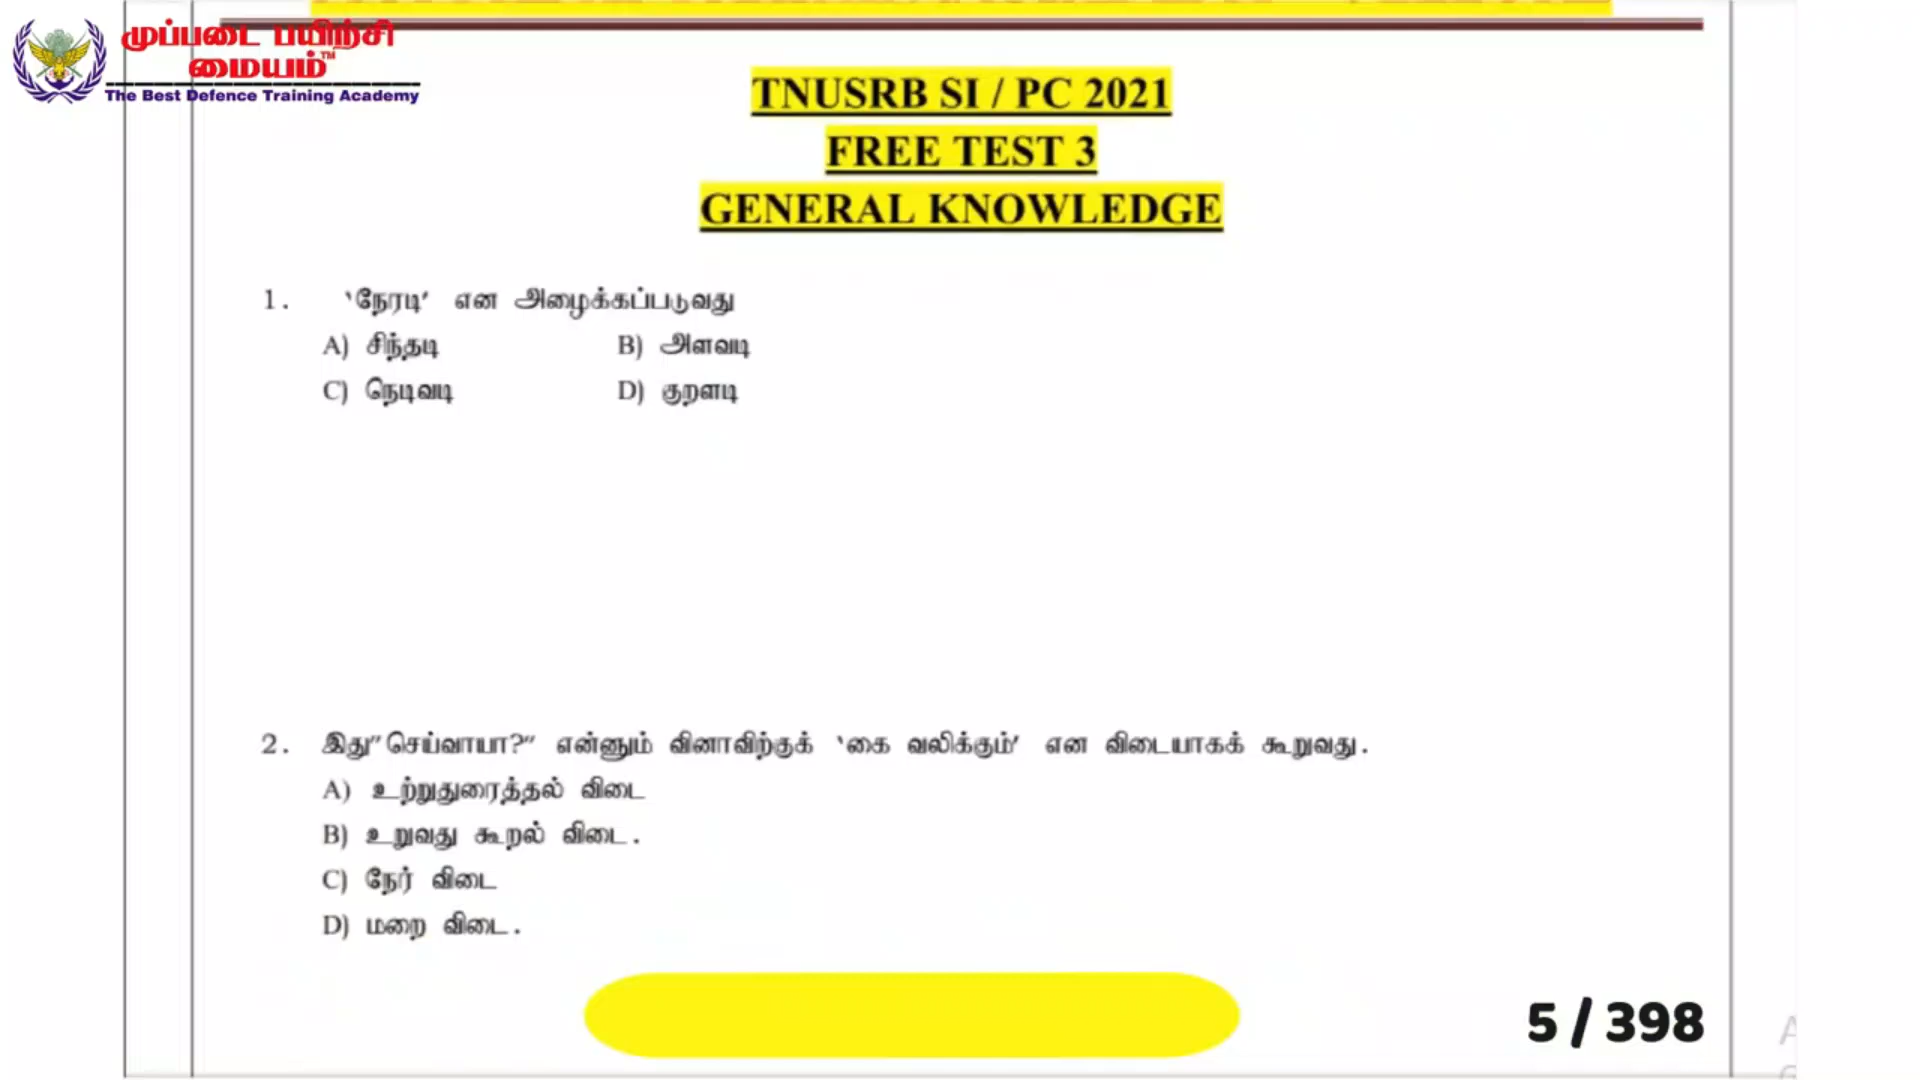 முப்படை பயிற்சி
மையம்™
The Best Defence Training Academy
TNUSRB SI / PC 2021
FREE TEST 3
GENERAL KNOWLEDGE
1. ‘நேரடி’ என அழைக்கப்படுவது
A) சிந்தடி B) அளவடி
C) நெடிவடி D) குறளடி
2. இது”செய்வாயா?” என்னும் வினாவிற்குக் ‘கை வலிக்கும்’ என விடையாகக் கூறுவது.
A) உற்றுதுரைத்தல் விடை
B) உறுவது கூறல் விடை.
C) நேர் விடை
D) மறை விடை.
5 / 398